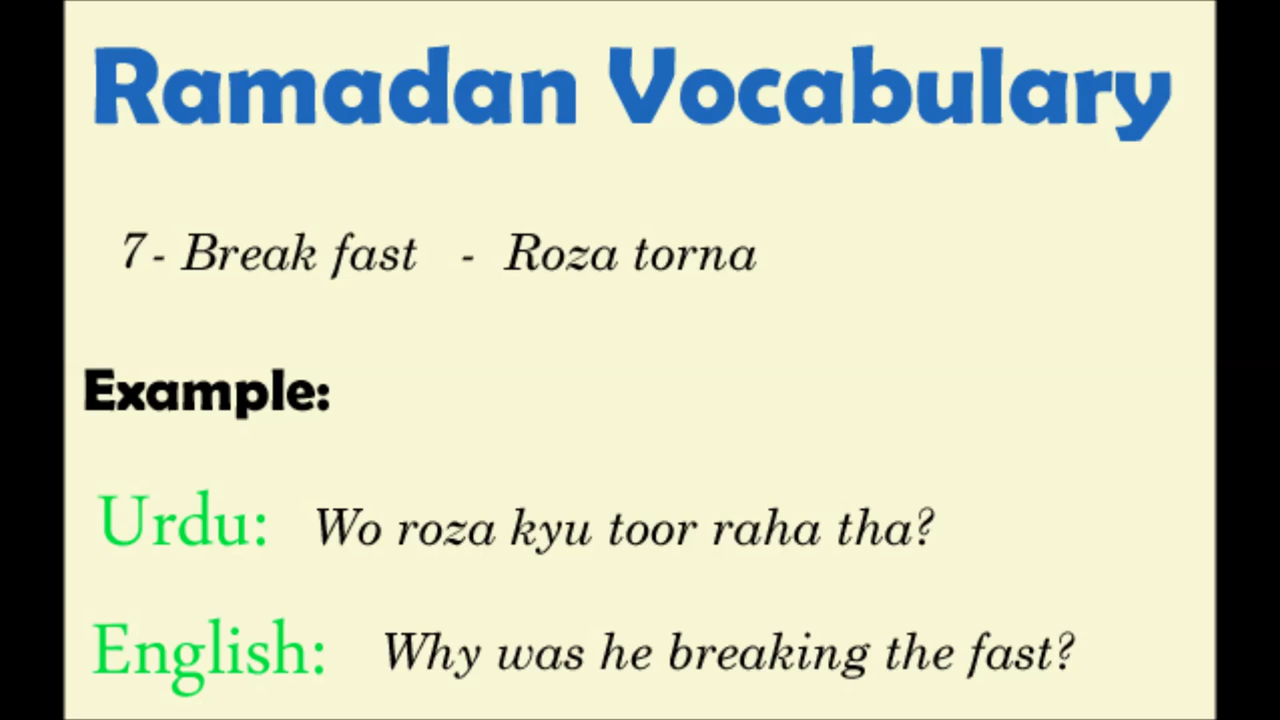 Ramadan Vocabulary
7- Break fast - Roza torna
Example:
Urdu: Wo roza kyu toor raha tha?
English: Why was he breaking the fast?